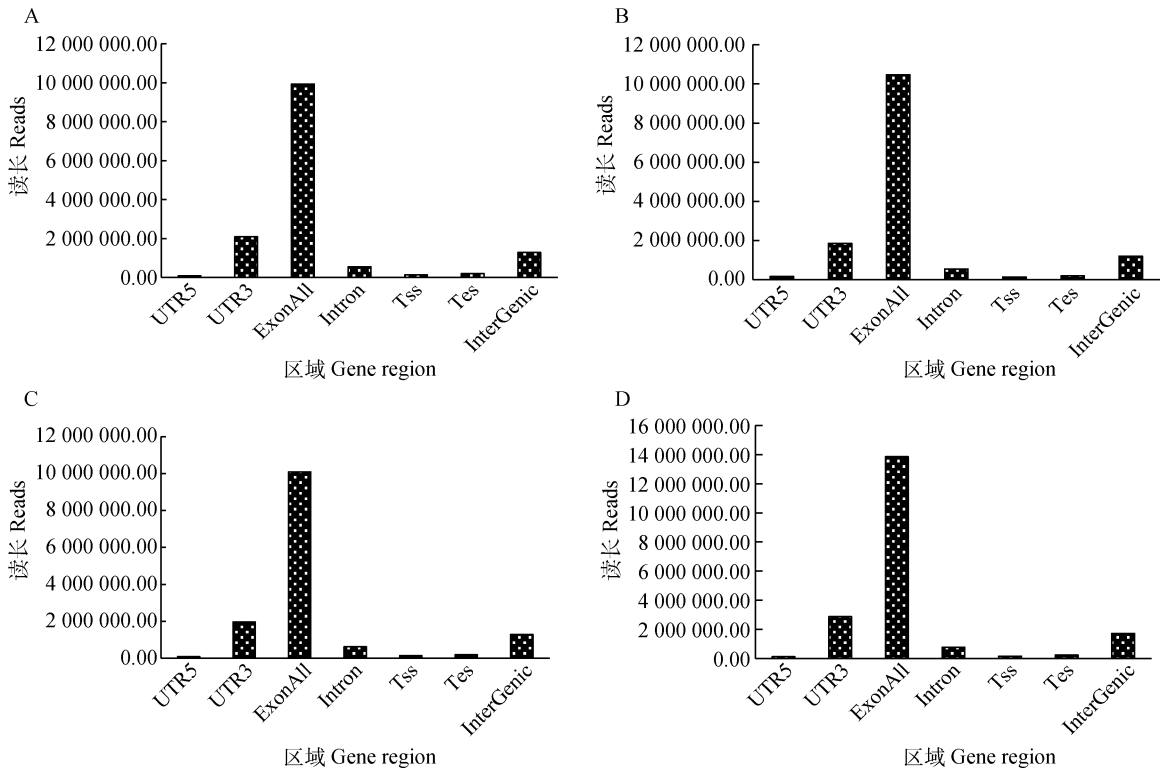 A
12 000 000.00
10 000 000.00
8 000 000.00
6 000 000.00
4 000 000.00
2 000 000.00
0.00
读长 Reads
UTR5
UTR3
ExonAll
Intron
Tss
Tes
InterGenic
区域 Gene region
B
12 000 000.00
10 000 000.00
8 000 000.00
6 000 000.00
4 000 000.00
2 000 000.00
0.00
读长 Reads
UTR5
UTR3
ExonAll
Intron
Tss
Tes
InterGenic
区域 Gene region
C
12 000 000.00
10 000 000.00
8 000 000.00
6 000 000.00
4 000 000.00
2 000 000.00
0.00
读长 Reads
UTR5
UTR3
ExonAll
Intron
Tss
Tes
InterGenic
区域 Gene region
D
16 000 000.00
14 000 000.00
12 000 000.00
10 000 000.00
8 000 000.00
6 000 000.00
4 000 000.00
2 000 000.00
0.00
读长 Reads
UTR5
UTR3
ExonAll
Intron
Tss
Tes
InterGenic
区域 Gene region